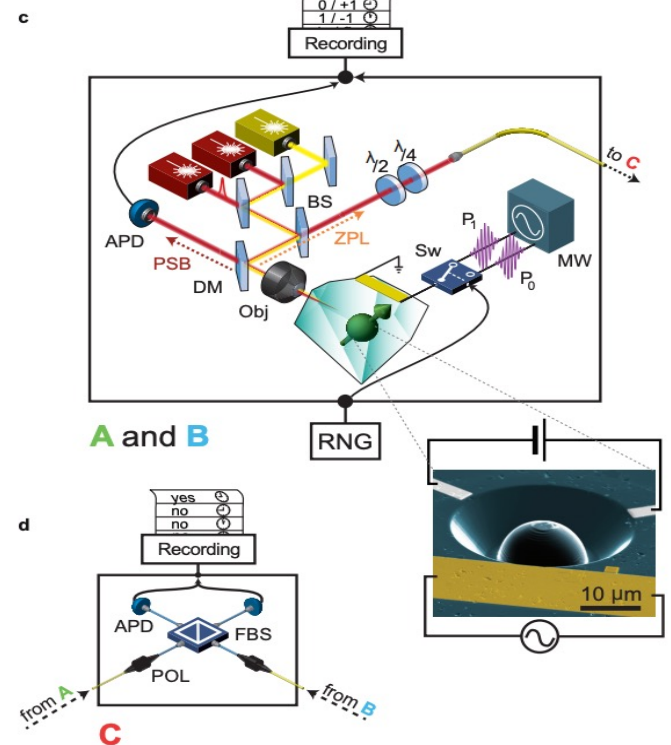 c
0 / +1
1 / -1
Recording
λ/2
λ/4
to C
BS
APD
ZPL
P1
PSB
Sw
MW
DM
P0
Obj
A and B
RNG
d
yes
no
no
Recording
10 µm
APD
FBS
POL
from A
from B
C